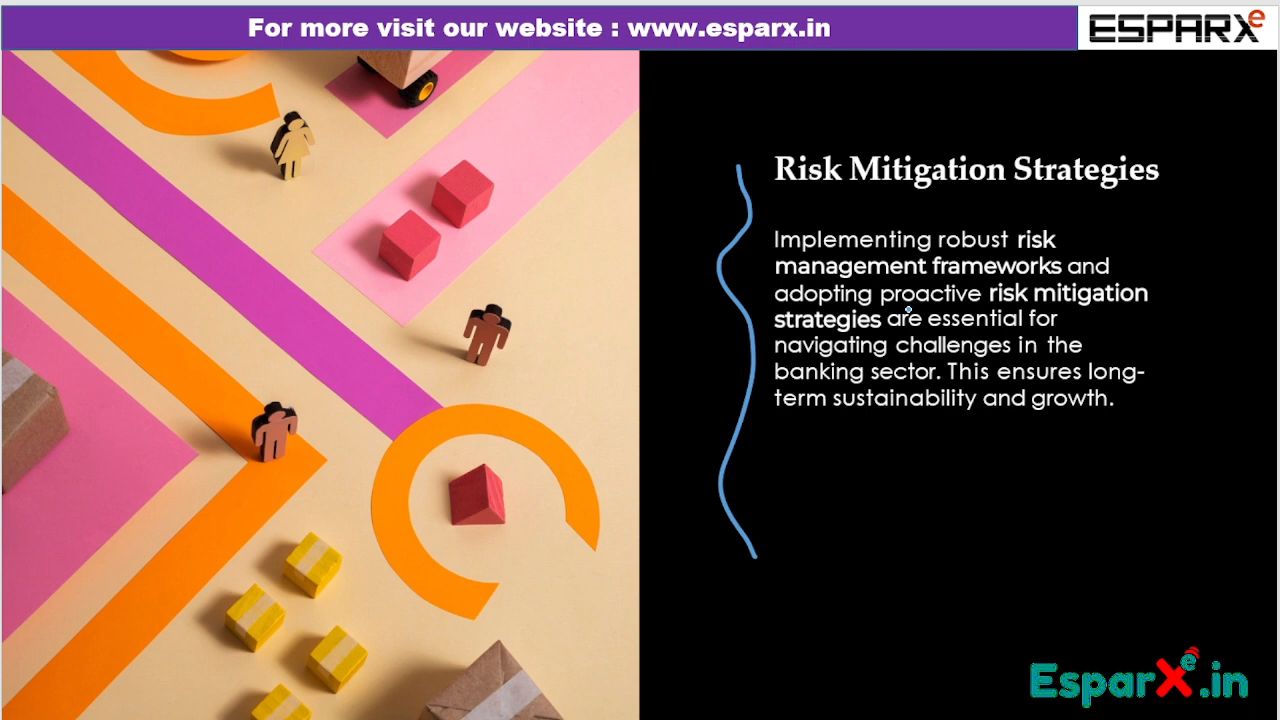 For more visit our website : www.esparx.in
ESPARXe
Risk Mitigation Strategies
Implementing robust risk
management frameworks and
adopting proactive risk mitigation
strategies are essential for
navigating challenges in the
banking sector. This ensures long-
term sustainability and growth.
EsparXe.in